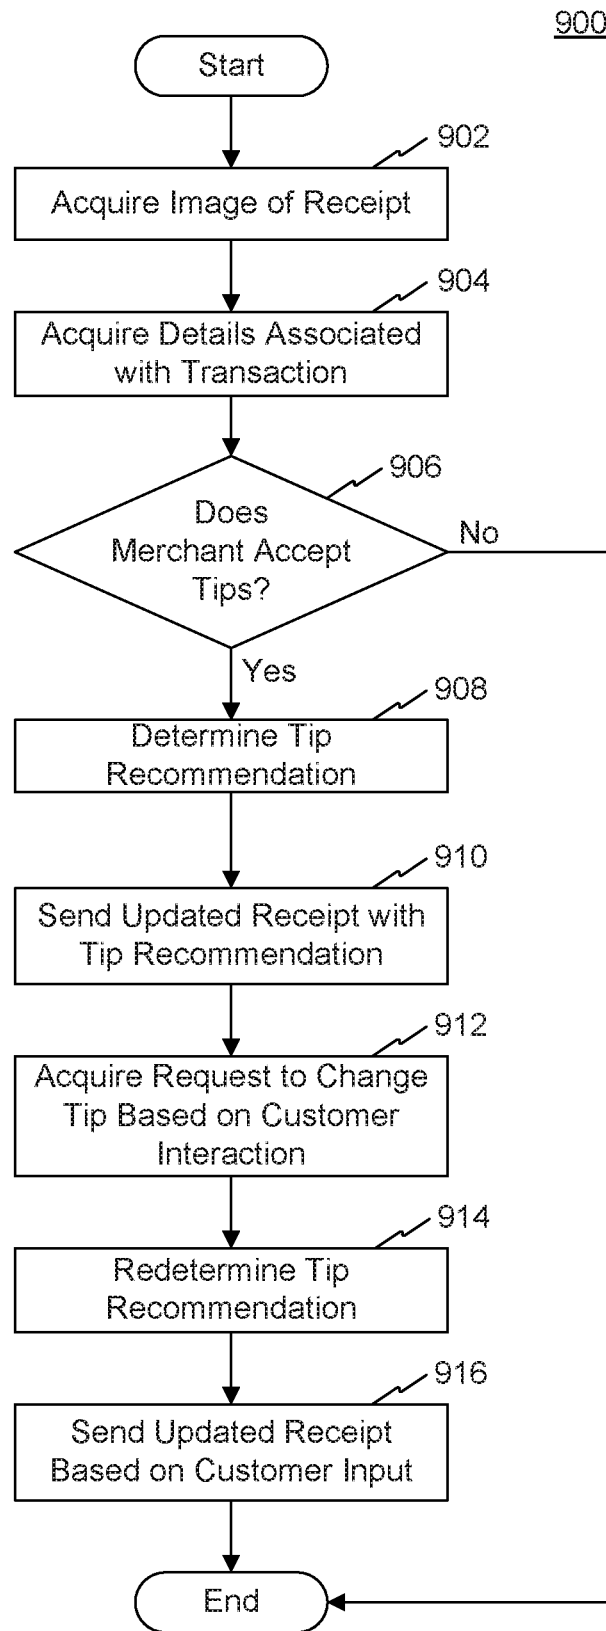 900
Start
902
Acquire Image of Receipt
904
Acquire Details Associated
with Transaction
906
Does
Merchant Accept
Tips?
No
Yes
908
Determine Tip
Recommendation
910
Send Updated Receipt with
Tip Recommendation
912
Acquire Request to Change
Tip Based on Customer
Interaction
914
Redetermine Tip
Recommendation
916
Send Updated Receipt
Based on Customer Input
End